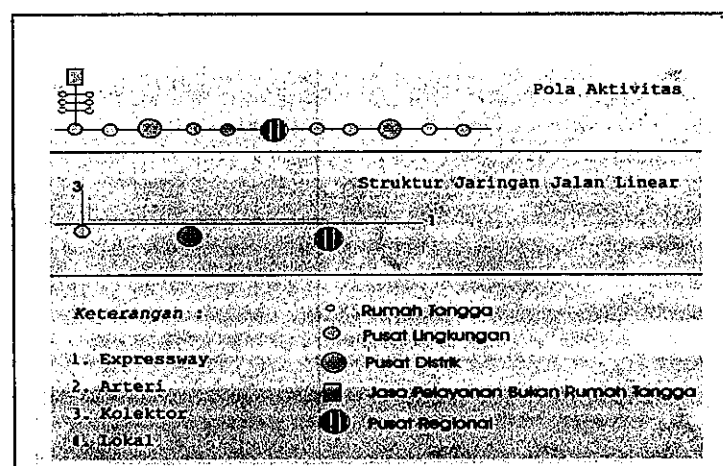 Pola Aktivitas
3
Struktur Jaringan Jalan Linear
1
Keterangan :
1. Expressway
2. Arteri
3. Kolektor
4. Lokal
Rumah Tangga
Pusat Lingkungan
Pusat Distrik
Jasa Pelayanan Bukan Rumah Tangga
Pusat Regional